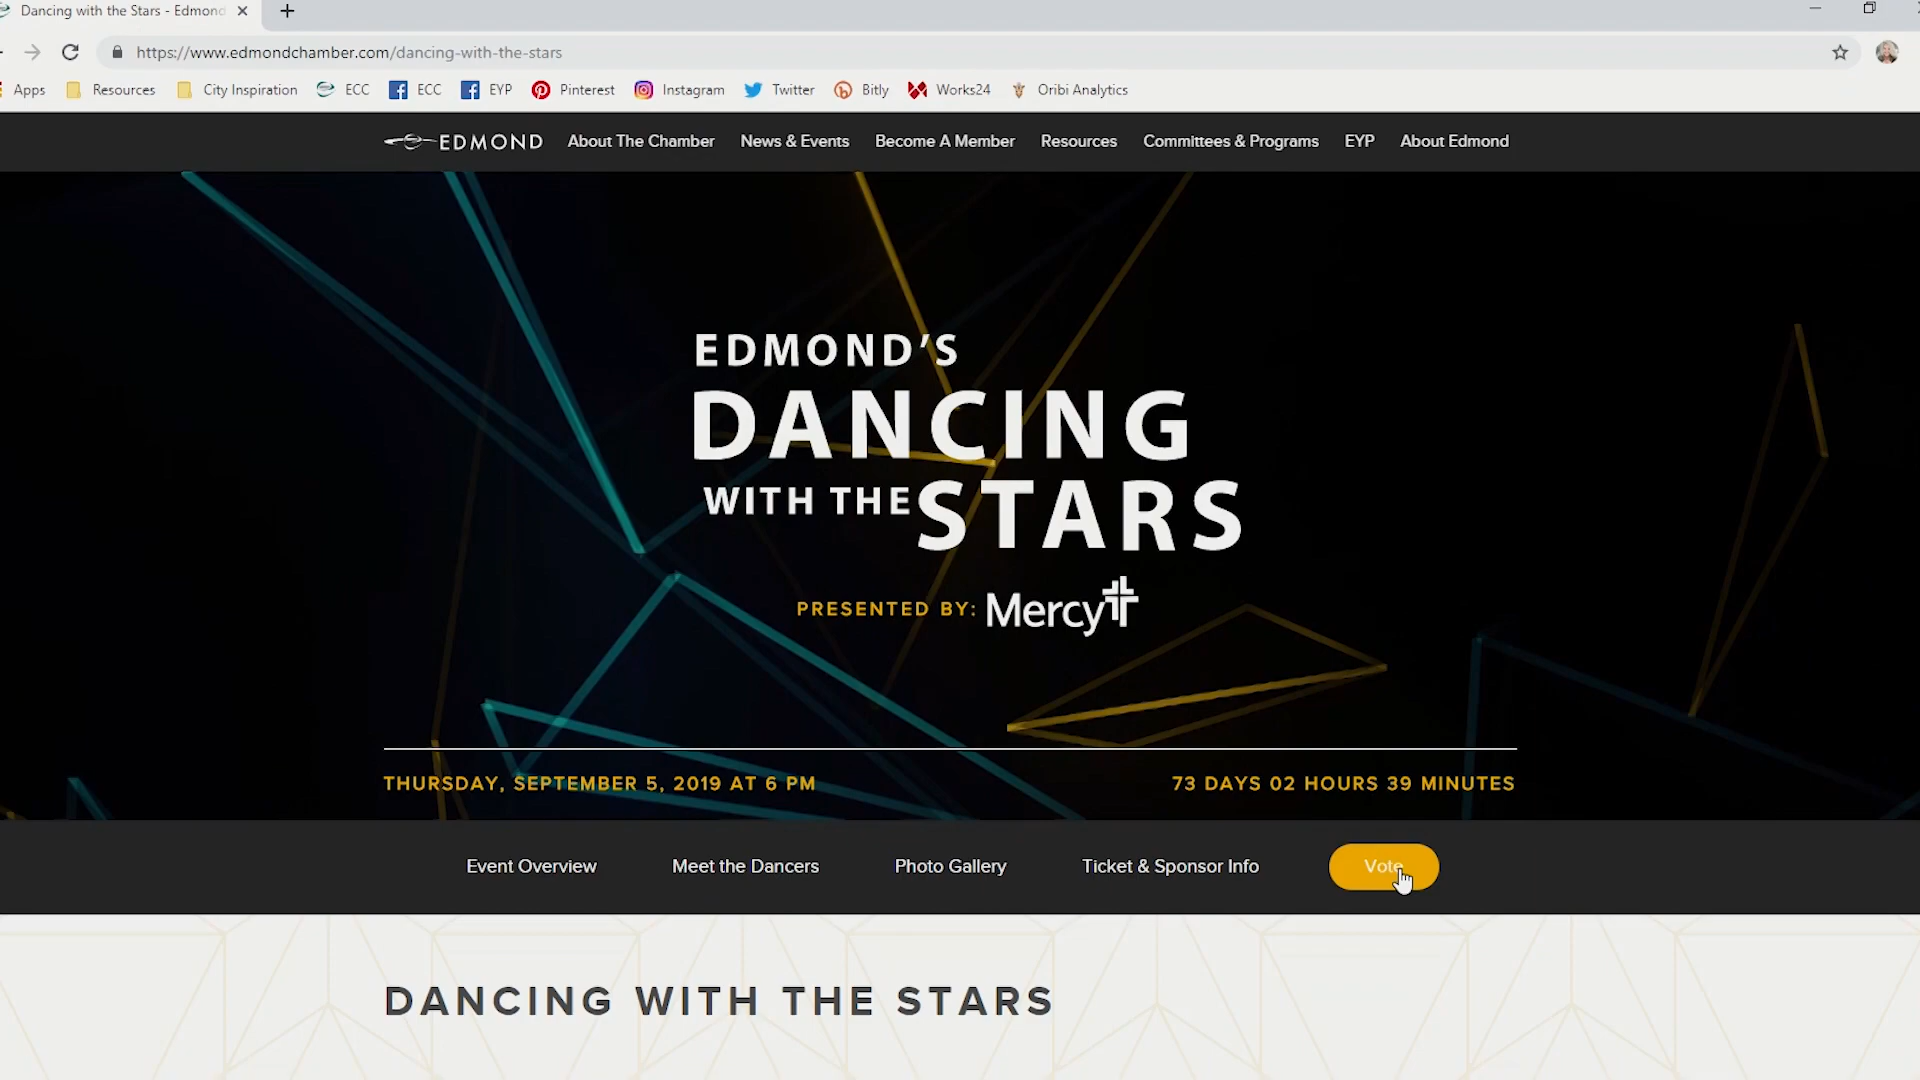 Dancing with the Stars - Edmond
https://www.edmondchamber.com/dancing-with-the-stars
Apps Resources City Inspiration ECC ECC EYP Pinterest Instagram Twitter Bitly Works24 Oribi Analytics
EDMOND About The Chamber News & Events Become A Member Resources Committees & Programs EYP About Edmond
EDMOND'S
DANCING
WITH THE STARS
PRESENTED BY: Mercy
THURSDAY, SEPTEMBER 5, 2019 AT 6 PM 73 DAYS 02 HOURS 39 MINUTES
Event Overview Meet the Dancers Photo Gallery Ticket & Sponsor Info Vote
DANCING WITH THE STARS